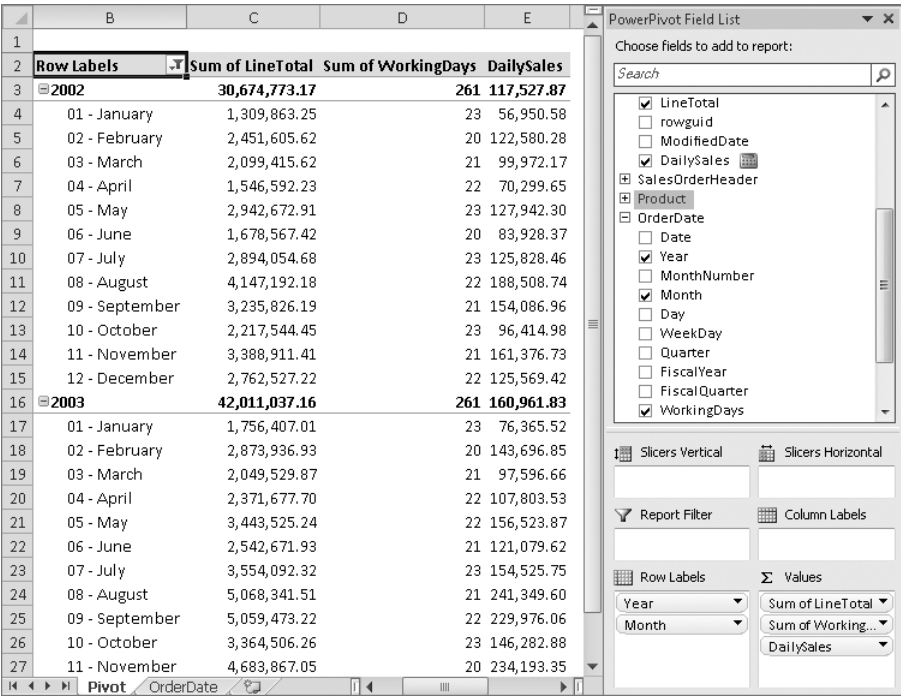 B C D E
1
2 Row Labels Sum of LineTotal Sum of WorkingDays DailySales
3 2002 30,674,773.17 261 117,527.87
4 01 - January 1,309,863.25 23 56,950.58
5 02 - February 2,451,605.62 20 122,580.28
6 03 - March 2,099,415.62 21 99,972.17
7 04 - April 1,546,592.23 22 70,299.65
8 05 - May 2,942,672.91 23 127,942.30
9 06 - June 1,678,567.42 20 83,928.37
10 07 - July 2,894,054.68 23 125,828.46
11 08 - August 4,147,192.18 22 188,508.74
12 09 - September 3,235,826.19 21 154,086.96
13 10 - October 2,217,544.45 23 96,414.98
14 11 - November 3,388,911.41 21 161,376.73
15 12 - December 2,762,527.22 22 125,569.42
16 2003 42,011,037.16 261 160,961.83
17 01 - January 1,756,407.01 23 76,365.52
18 02 - February 2,873,936.93 20 143,696.85
19 03 - March 2,049,529.87 21 97,596.66
20 04 - April 2,371,677.70 22 107,803.53
21 05 - May 3,443,525.24 22 156,523.87
22 06 - June 2,542,671.93 21 121,079.62
23 07 - July 3,554,092.32 23 154,525.75
24 08 - August 5,068,341.51 21 241,349.60
25 09 - September 5,059,473.22 22 229,976.06
26 10 - October 3,364,506.26 23 146,282.88
27 11 - November 4,683,867.05 20 234,193.35
Pivot OrderDate
PowerPivot Field List
Choose fields to add to report:
Search
LineTotal
rowguid
ModifiedDate
DailySales
SalesOrderHeader
Product
OrderDate
Date
Year
MonthNumber
Month
Day
WeekDay
Quarter
FiscalYear
FiscalQuarter
WorkingDays
Slicers Vertical
Slicers Horizontal
Report Filter
Column Labels
Row Labels
Year
Month
Σ Values
Sum of LineTotal
Sum of Working...
DailySales